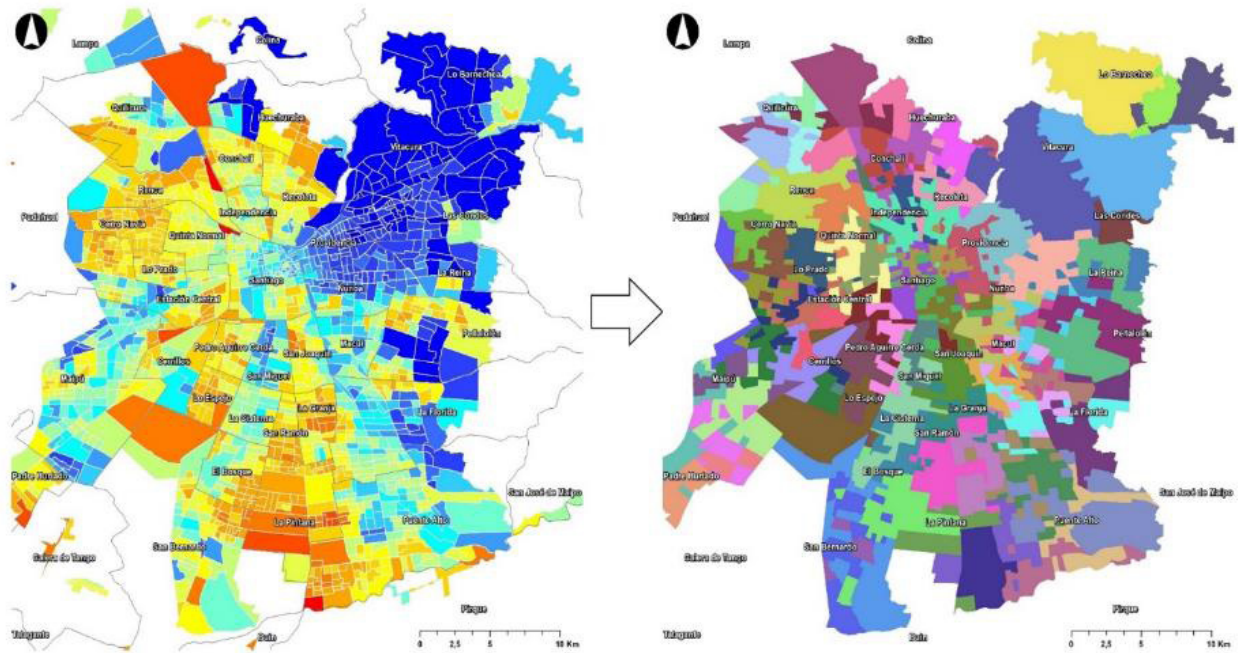 Lampa
Colina
Lo Barnechea
Quilicura
Huechuraba
Vitacura
Conchalí
Renca
Recoleta
Pudahuel
Independencia
Las Condes
Cerro Navia
Quinta Normal
Providencia
Lo Prado
La Reina
Santiago
Ñuñoa
Estación Central
Peñalolén
Macul
Pedro Aguirre Cerda
San Joaquín
Cerrillos
Maipú
San Miguel
Lo Espejo
La Granja
La Florida
La Cisterna
San Ramón
El Bosque
Padre Hurtado
San José de Maipo
La Pintana
Puente Alto
San Bernardo
Calera de Tango
Pirque
Talagante
Buin
0 2,5 5 10 Km
Lampa
Colina
Lo Barnechea
Quilicura
Huechuraba
Vitacura
Conchalí
Renca
Recoleta
Pudahuel
Independencia
Las Condes
Cerro Navia
Quinta Normal
Providencia
Lo Prado
La Reina
Santiago
Ñuñoa
Estación Central
Peñalolén
Macul
Pedro Aguirre Cerda
San Joaquín
Cerrillos
Maipú
San Miguel
Lo Espejo
La Granja
La Florida
La Cisterna
San Ramón
El Bosque
Padre Hurtado
San José de Maipo
La Pintana
Puente Alto
San Bernardo
Calera de Tango
Pirque
Talagante
Buin
0 2,5 5 10 Km